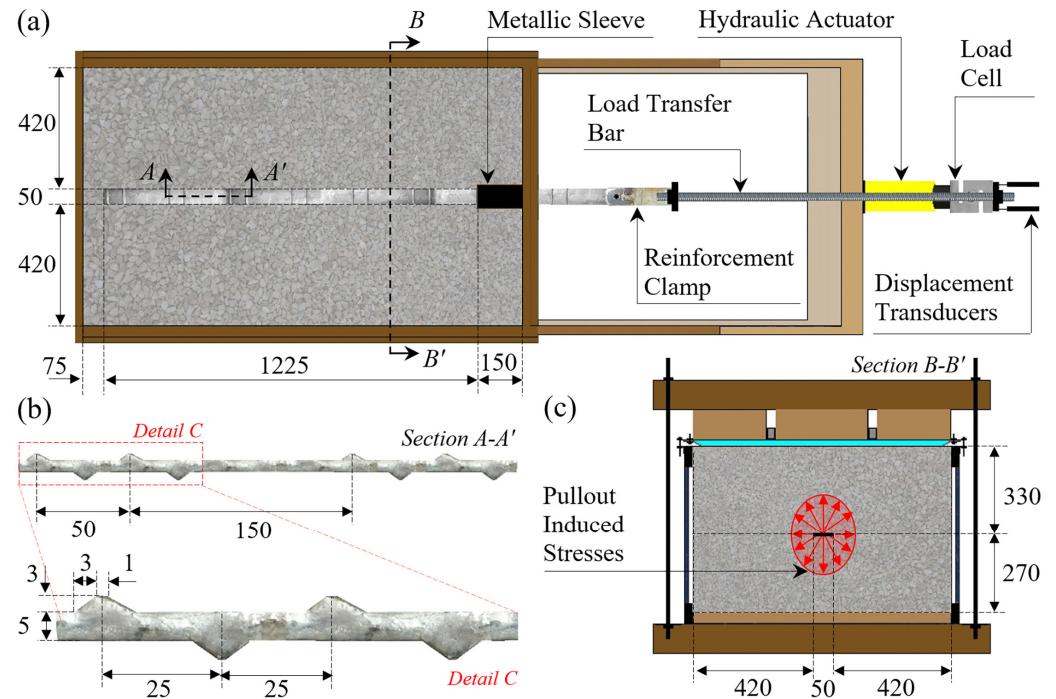 (a)
B
Metallic Sleeve
Hydraulic Actuator
Load
Cell
Load Transfer
Bar
420
A
A'
50
420
Reinforcement
Clamp
Displacement
Transducers
75
1225
150
B'
(b)
Detail C
Section A-A'
50
150
3
3
1
5
25
25
Detail C
(c)
Section B-B'
Pullout
Induced
Stresses
330
270
420
50
420